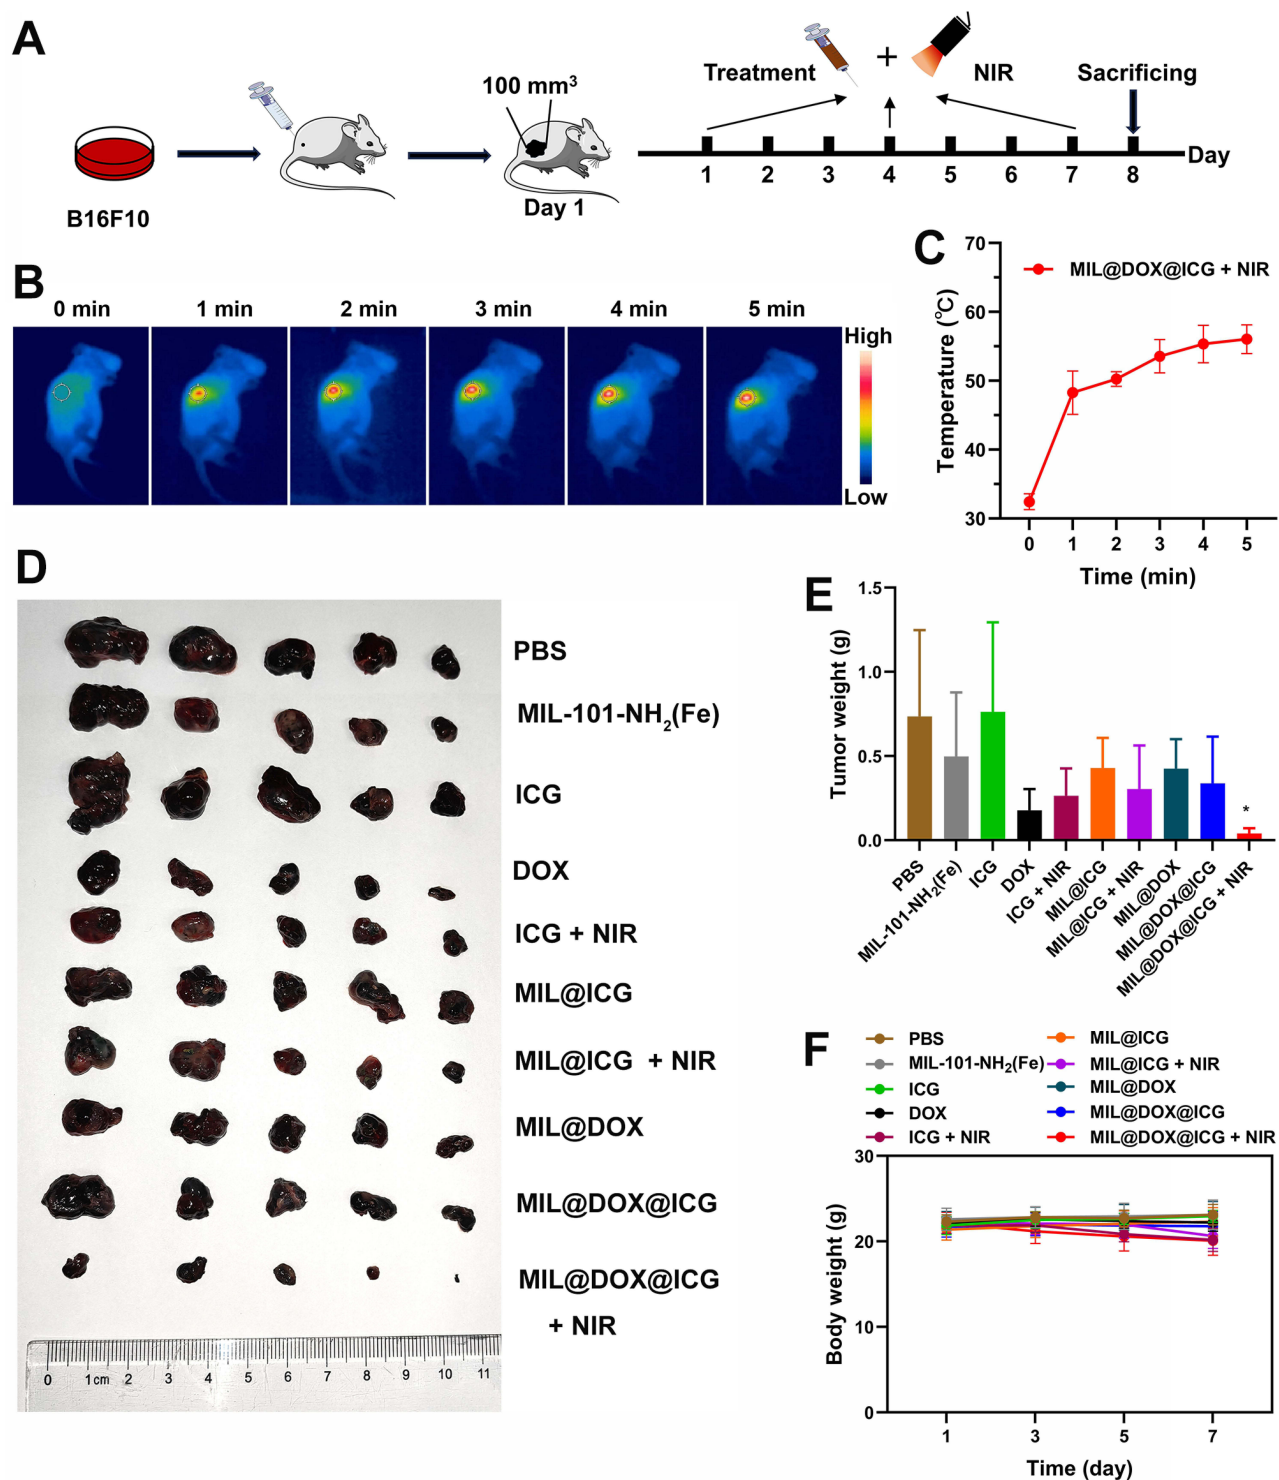 A
B16F10
100 mm³
Day 1
Treatment
+
NIR
Sacrificing
1 2 3 4 5 6 7 8
Day
B
0 min 1 min 2 min 3 min 4 min 5 min
High
Low
C
MIL@DOX@ICG + NIR
Temperature (°C)
70
60
50
40
30
0 1 2 3 4 5
Time (min)
D
PBS
MIL-101-NH₂(Fe)
ICG
DOX
ICG + NIR
MIL@ICG
MIL@ICG + NIR
MIL@DOX
MIL@DOX@ICG
MIL@DOX@ICG
+ NIR
0 1cm 2 3 4 5 6 7 8 9 10 11
E
Tumor weight (g)
1.5
1.0
0.5
0.0
*
PBS
MIL-101-NH₂(Fe)
ICG
DOX
ICG + NIR
MIL@ICG
MIL@ICG + NIR
MIL@DOX
MIL@DOX@ICG
MIL@DOX@ICG + NIR
F
PBS
MIL-101-NH₂(Fe)
ICG
DOX
ICG + NIR
MIL@ICG
MIL@ICG + NIR
MIL@DOX
MIL@DOX@ICG
MIL@DOX@ICG + NIR
Body weight (g)
30
20
10
0
1 3 5 7
Time (day)